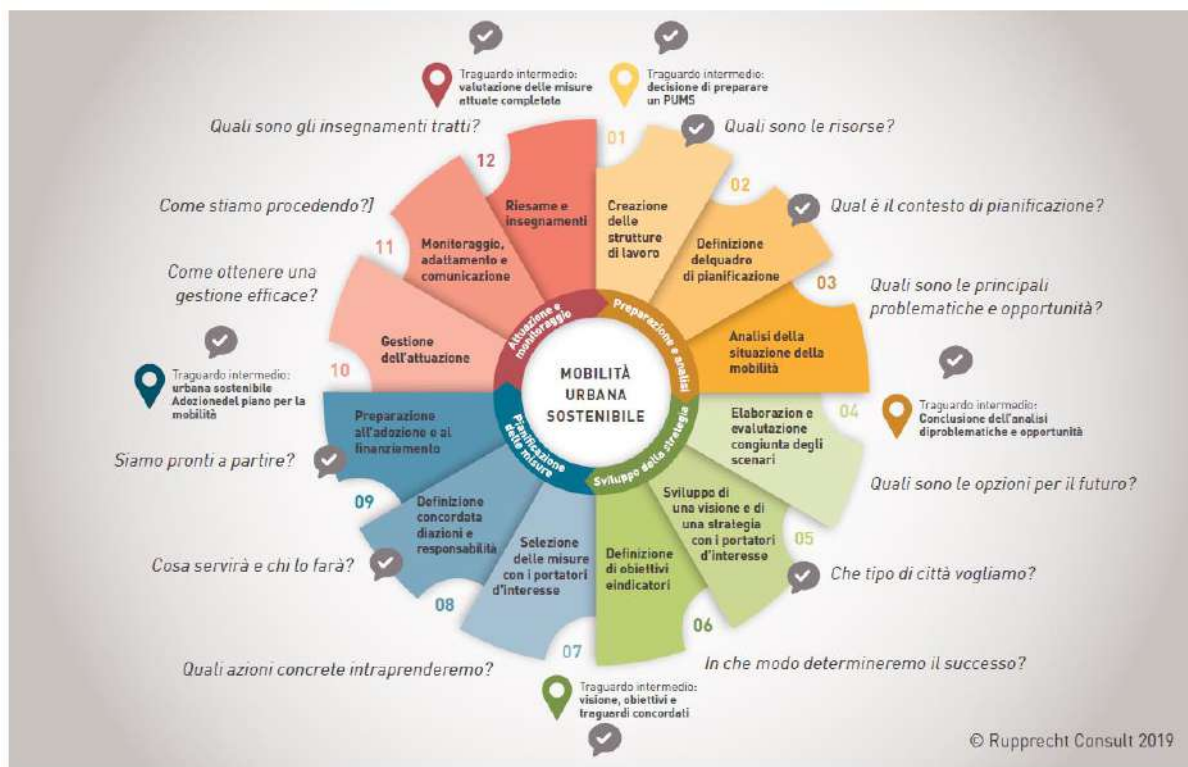 Traguardo intermedio:
valutazione delle misure
attuate completata
Traguardo intermedio:
decisione di preparare
un PUMS
Quali sono gli insegnamenti tratti?
Quali sono le risorse?
Come stiamo procedendo?]
Qual è il contesto di pianificazione?
Come ottenere una
gestione efficace?
Quali sono le principali
problematiche e opportunità?
01
Creazione
delle
strutture
di lavoro
02
Definizione
delquadro
di pianificazione
03
Analisi della
situazione della
mobilità
04
Elaborazion e
evalutazione
congiunta degli
scenari
05
Sviluppo di
una visione e di
una strategia
con i portatori
d'interesse
06
Definizione
di obiettivi
eindicatori
07
Selezione
delle misure
con i portatori
d'interesse
08
Definizione
concordata
diazioni e
responsabilità
09
Preparazione
all'adozione e al
finanziamento
10
Gestione
dell'attuazione
11
Monitoraggio,
adattamento e
comunicazione
12
Riesame e
insegnamenti
Preparazione e analisi
Sviluppo della strategia
Pianificazione
delle misure
Attuazione e
monitoraggio
MOBILITÀ
URBANA
SOSTENIBILE
Traguardo intermedio:
urbana sostenibile
Adozionedel piano per la
mobilità
Traguardo intermedio:
Conclusione dell'analisi
diproblematiche e opportunità
Siamo pronti a partire?
Quali sono le opzioni per il futuro?
Cosa servirà e chi lo farà?
Che tipo di città vogliamo?
Quali azioni concrete intraprenderemo?
In che modo determineremo il successo?
Traguardo intermedio:
visione, obiettivi e
traguardi concordati
© Rupprecht Consult 2019